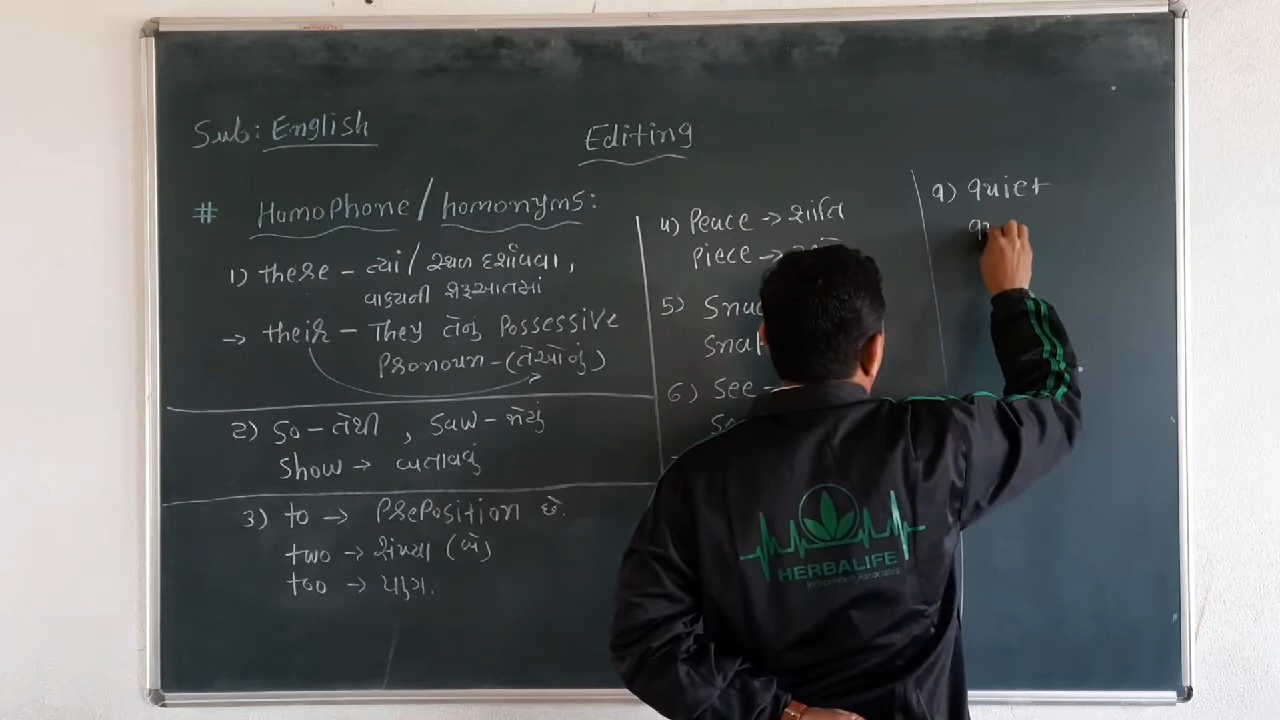 Sub: English
Editing
# Homophone / homonyms:
1) there - ત્યાં / સ્થળ દર્શાવવા,
વાક્યની શરૂઆતમાં
→ their - They તેનું Possessive
Pronoun - (તેઓનું)
2) So - તેથી , Saw - જોયું
Show → બતાવવું
3) to → Preposition છે.
two → સંખ્યા (બે)
too → પણ.
4) Peace → શાંતિ
Piece →
5)
6) See -
9) quiet
HERBALIFE
Independent Associates